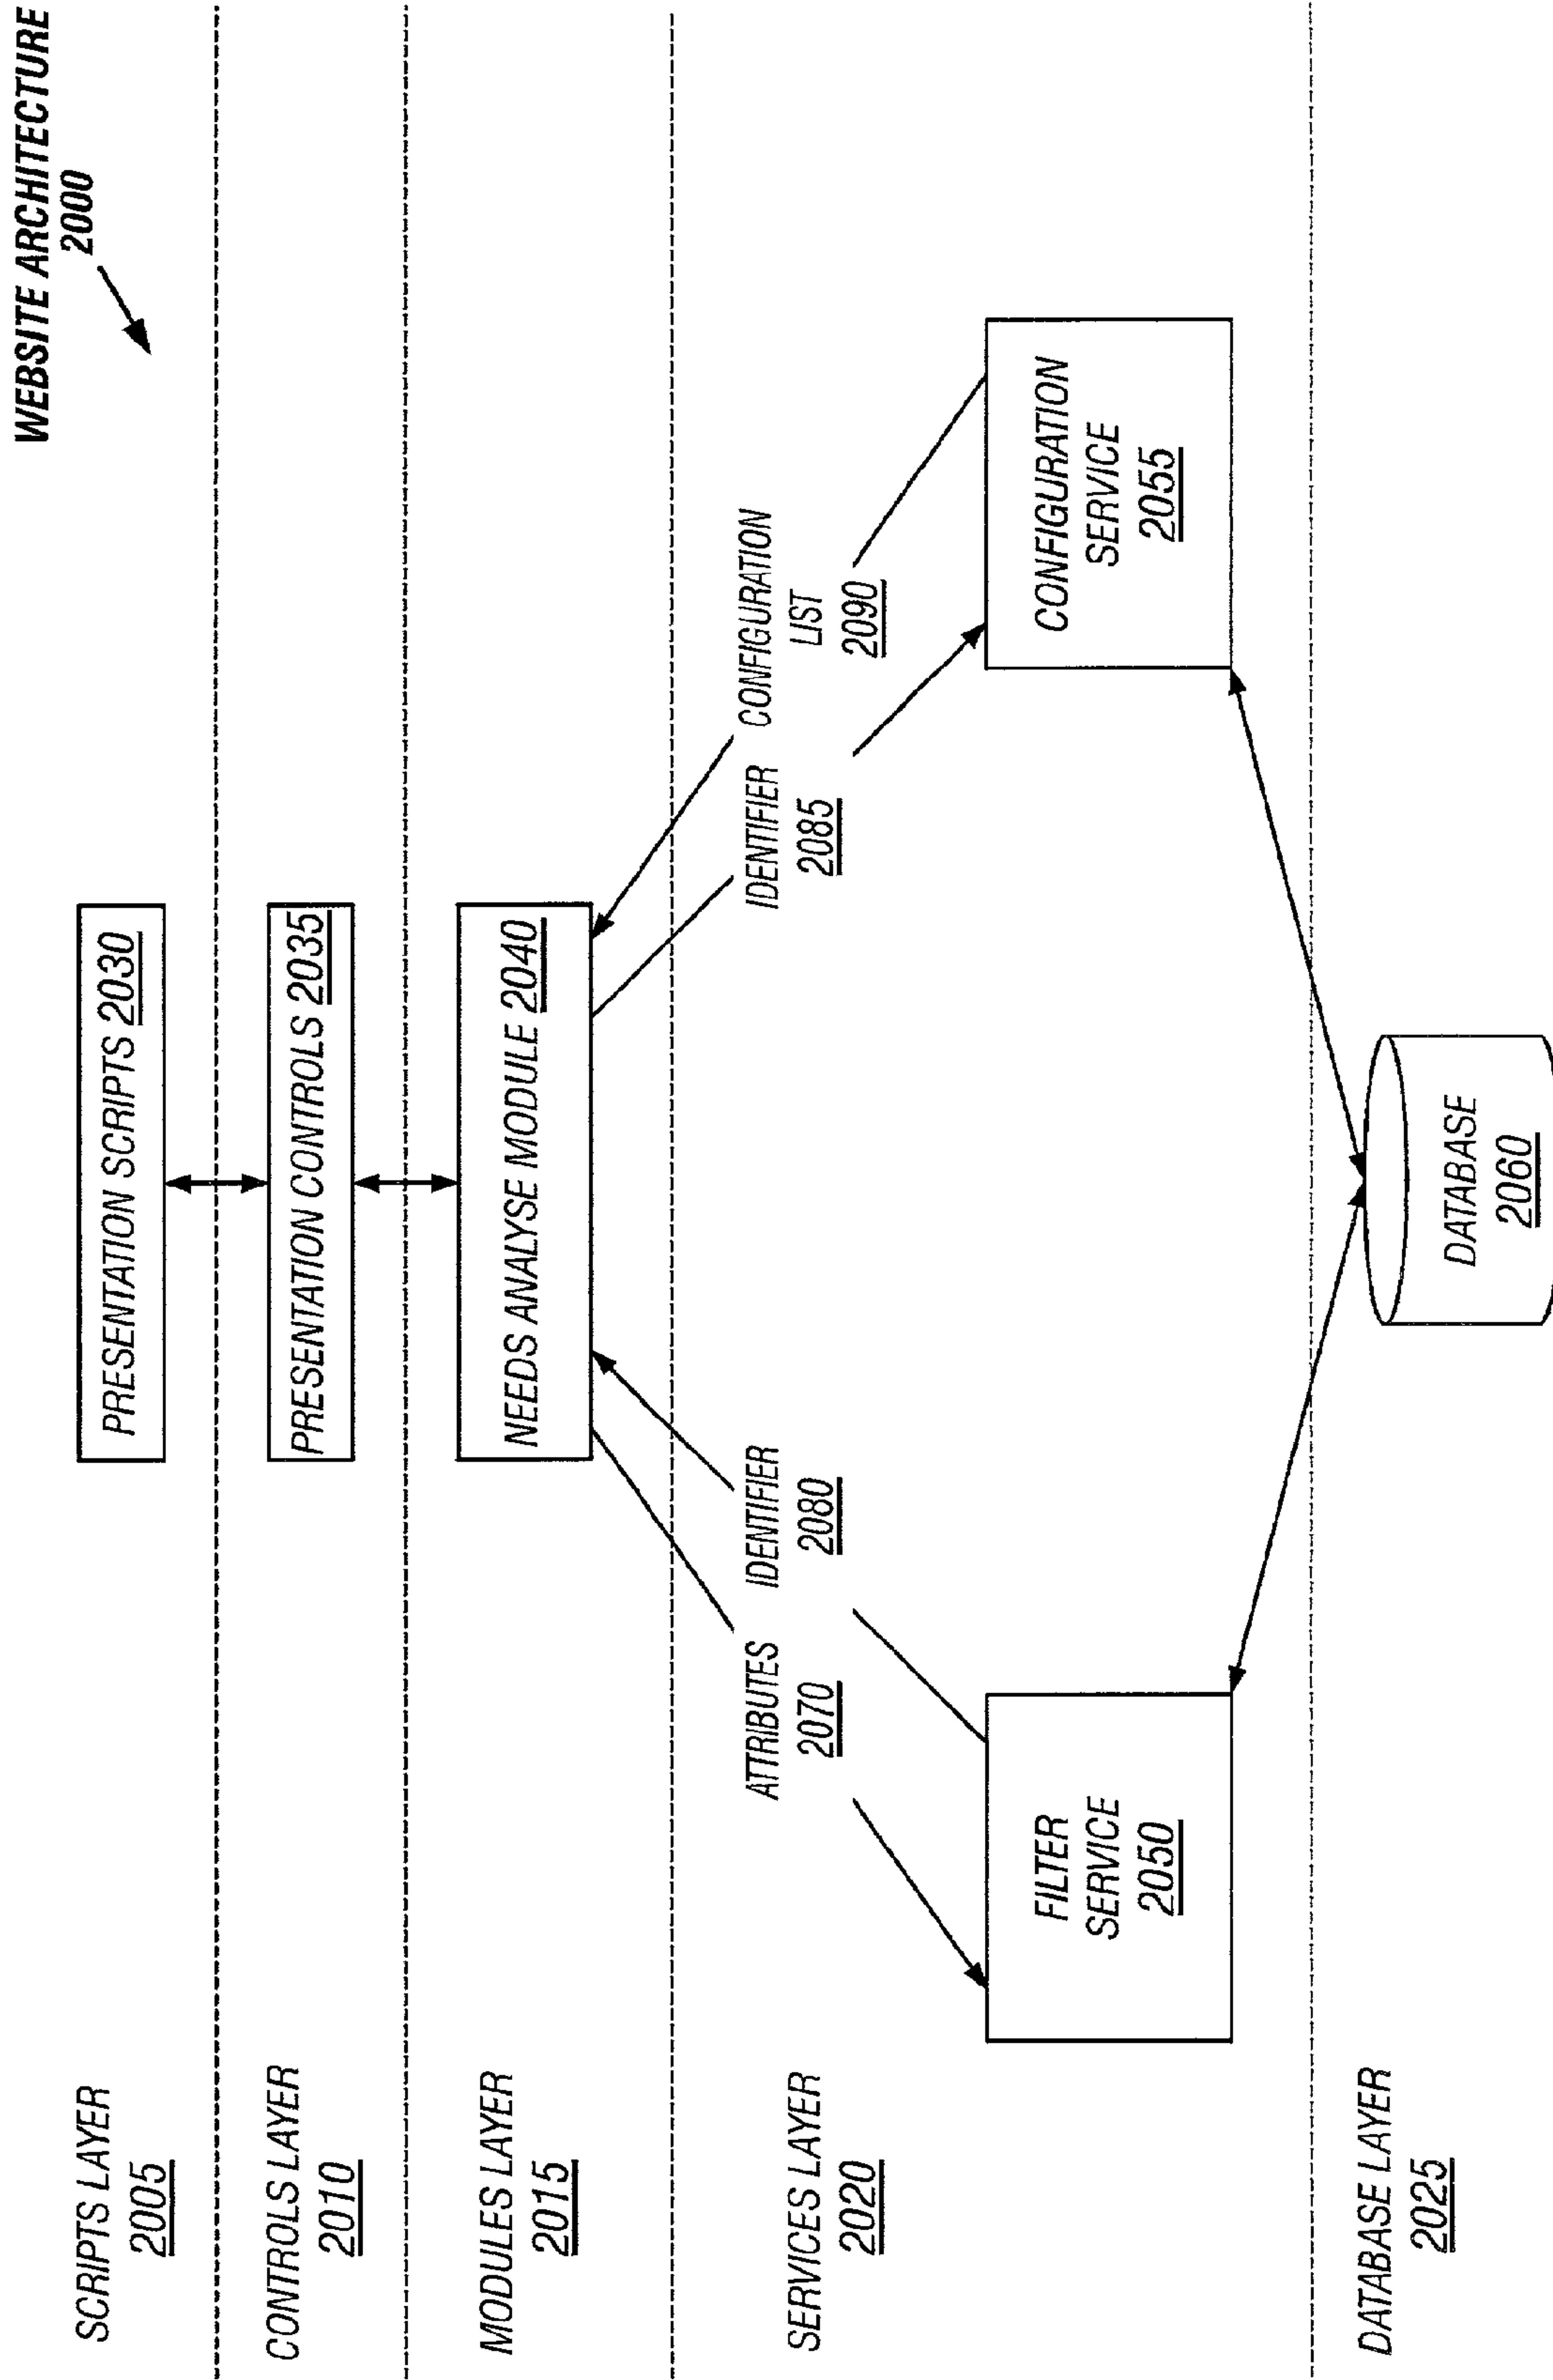 WEBSITE ARCHITECTURE
2000
SCRIPTS LAYER
2005
PRESENTATION SCRIPTS 2030
CONTROLS LAYER
2010
PRESENTATION CONTROLS 2035
MODULES LAYER
2015
NEEDS ANALYSE MODULE 2040
SERVICES LAYER
2020
ATTRIBUTES
2070
IDENTIFIER
2080
IDENTIFIER
2085
CONFIGURATION
LIST
2090
FILTER
SERVICE
2050
CONFIGURATION
SERVICE
2055
DATABASE LAYER
2025
DATABASE
2060